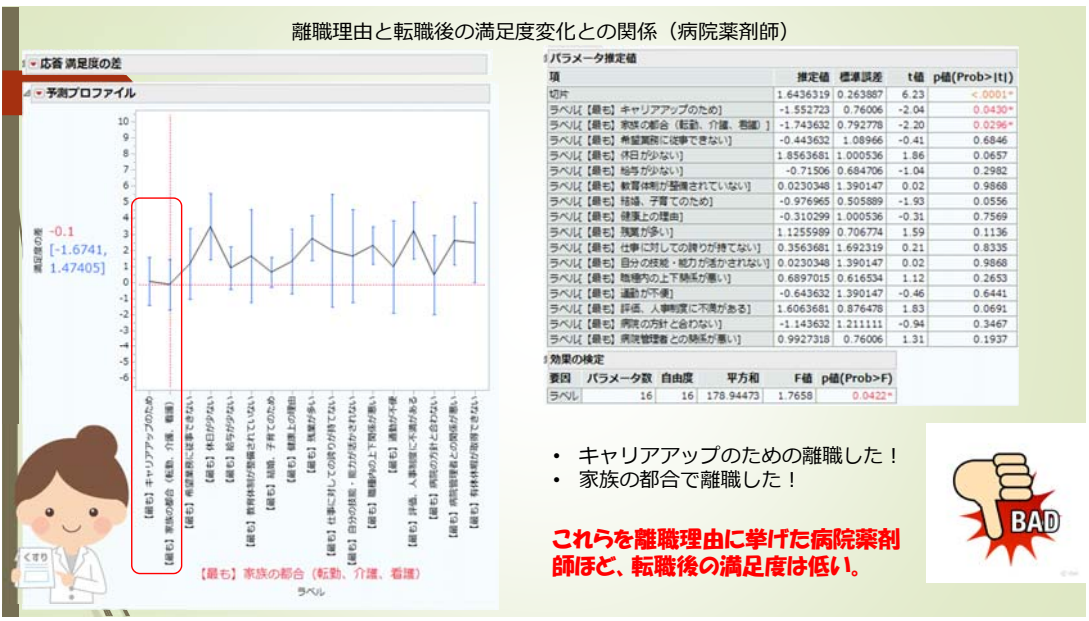 離職理由と転職後の満足度変化との関係（病院薬剤師）
応答 満足度の差
予測プロファイル
10
9
8
7
6
5
4
3
2
1
0
-1
-2
-3
-4
-5
-6
満足度の差
-0.1
[-1.6741,
1.47405]
【最も】キャリアアップのため
【最も】家族の都合（転勤、介護、看護）
【最も】希望業務に従事できない
【最も】休日が少ない
【最も】給与が少ない
【最も】教育体制が整備されていない
【最も】結婚、子育てのため
【最も】健康上の理由
【最も】残業が多い
【最も】仕事に対しての誇りが持てない
【最も】自分の技能・能力が活かされない
【最も】職種内の上下関係が悪い
【最も】通勤が不便
【最も】評価、人事制度に不満がある
【最も】病院の方針と合わない
【最も】病院管理者との関係が悪い
【最も】有休休暇が取得できない
【最も】家族の都合（転勤、介護、看護）
ラベル
くすり
パラメータ推定値
項 推定値 標準誤差 t値 p値(Prob>|t|)
切片 1.6436319 0.263887 6.23 <.0001*
ラベル[【最も】キャリアアップのため] -1.552723 0.76006 -2.04 0.0430*
ラベル[【最も】家族の都合（転勤、介護、看護）] -1.743632 0.792778 -2.20 0.0296*
ラベル[【最も】希望業務に従事できない] -0.443632 1.08966 -0.41 0.6846
ラベル[【最も】休日が少ない] 1.8563681 1.000536 1.86 0.0657
ラベル[【最も】給与が少ない] -0.71506 0.684706 -1.04 0.2982
ラベル[【最も】教育体制が整備されていない] 0.0230348 1.390147 0.02 0.9868
ラベル[【最も】結婚、子育てのため] -0.976965 0.505889 -1.93 0.0556
ラベル[【最も】健康上の理由] -0.310299 1.000536 -0.31 0.7569
ラベル[【最も】残業が多い] 1.1255989 0.706774 1.59 0.1136
ラベル[【最も】仕事に対しての誇りが持てない] 0.3563681 1.692319 0.21 0.8335
ラベル[【最も】自分の技能・能力が活かされない] 0.0230348 1.390147 0.02 0.9868
ラベル[【最も】職種内の上下関係が悪い] 0.6897015 0.616534 1.12 0.2653
ラベル[【最も】通勤が不便] -0.643632 1.390147 -0.46 0.6441
ラベル[【最も】評価、人事制度に不満がある] 1.6063681 0.876478 1.83 0.0691
ラベル[【最も】病院の方針と合わない] -1.143632 1.211111 -0.94 0.3467
ラベル[【最も】病院管理者との関係が悪い] 0.9927318 0.76006 1.31 0.1937
効果の検定
要因 パラメータ数 自由度 平方和 F値 p値(Prob>F)
ラベル 16 16 178.94473 1.7658 0.0422*
• キャリアアップのための離職した！
• 家族の都合で離職した！
これらを離職理由に挙げた病院薬剤
師ほど、転職後の満足度は低い。
BAD